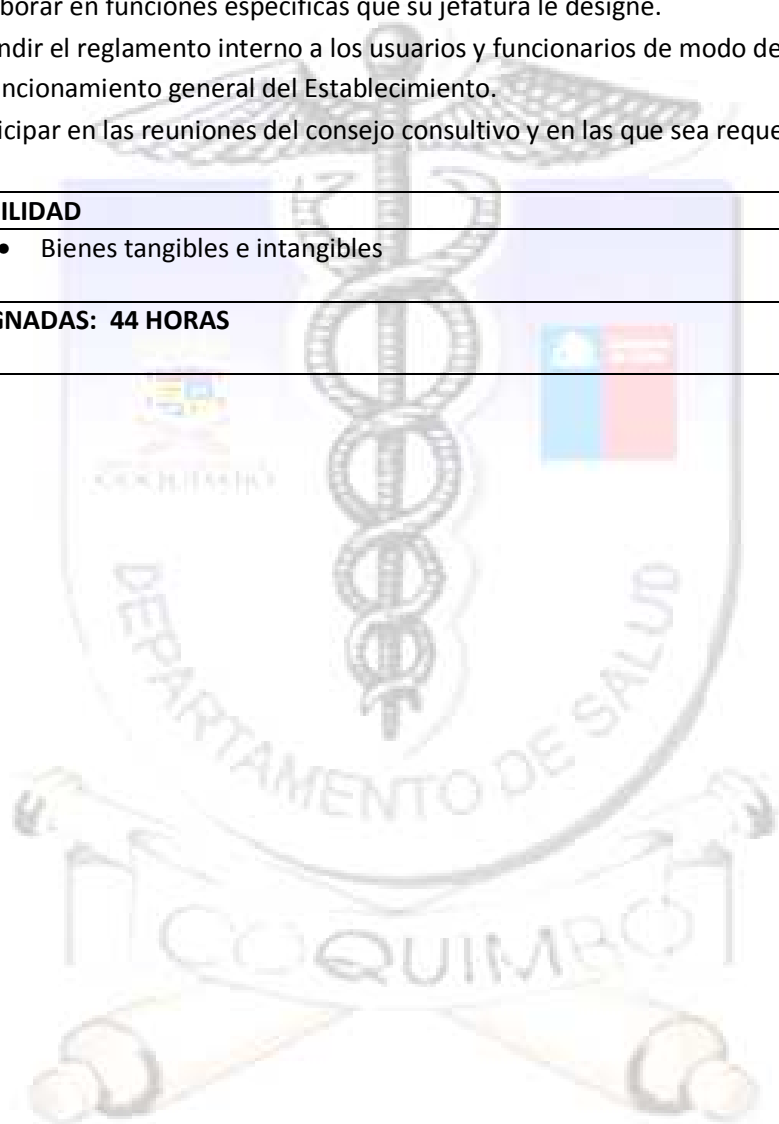 aborar en funciones específicas que su jefatura le designe.
ndir el reglamento interno a los usuarios y funcionarios de modo de
ncionamiento general del Establecimiento.
icipar en las reuniones del consejo consultivo y en las que sea reque
ILIDAD
• Bienes tangibles e intangibles
GNADAS: 44 HORAS
COQUIMBO
DEPARTAMENTO DE SALUD
COQUIMBO